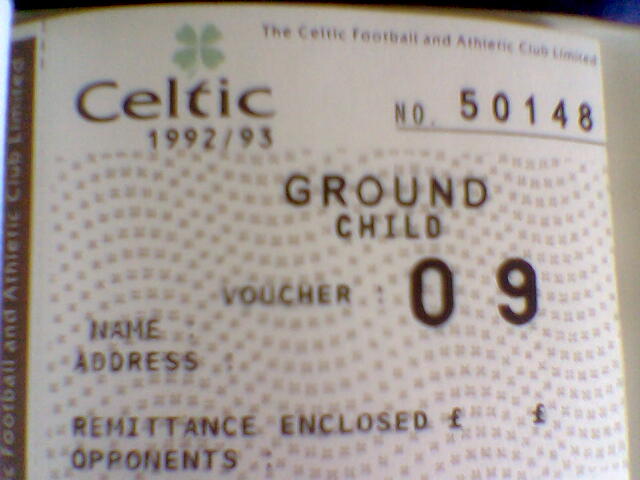 The Celtic Football and Athletic Club Limited
Celtic
1992/93
NO. 50148
GROUND
CHILD
VOUCHER : 09
NAME :
ADDRESS :
REMITTANCE ENCLOSED £ £
OPPONENTS :
c Football and Athletic Club Limited